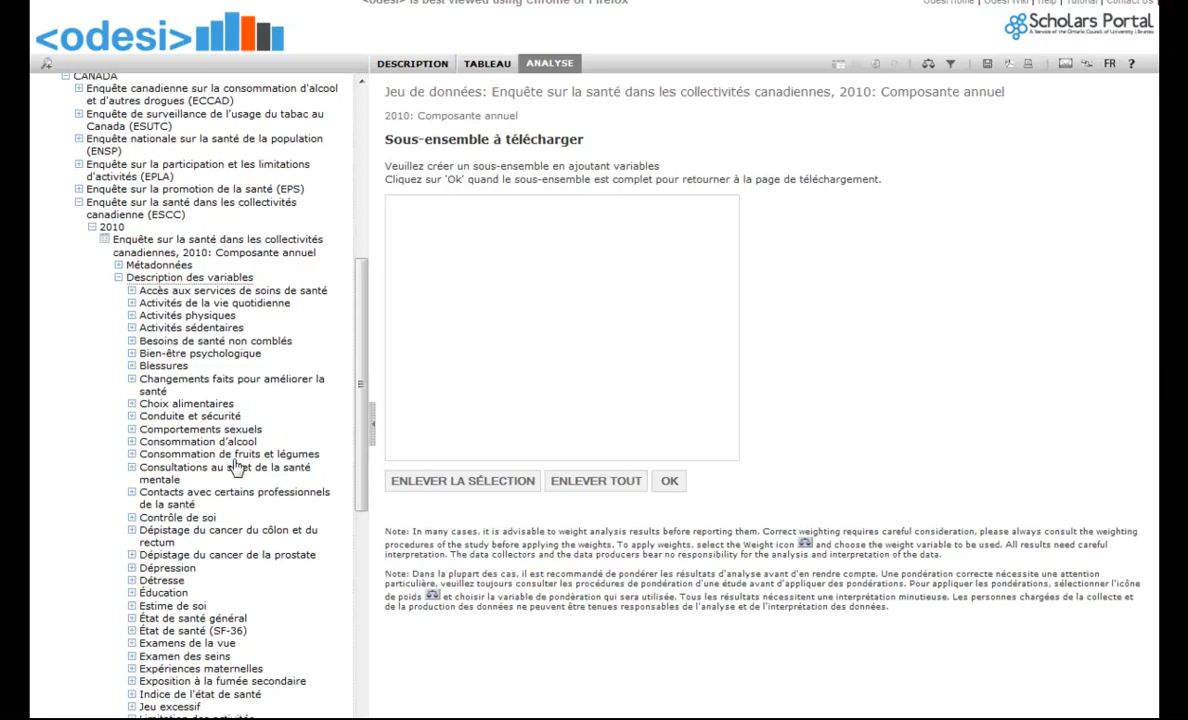 <odesi> is best viewed using Chrome or Firefox
Odesi Home | Odesi Wiki | Help | Tutorial | Contact Us
<odesi>
Scholars Portal
A Service of the Ontario Council of University Libraries
DESCRIPTION TABLEAU ANALYSE
FR ?
CANADA
Enquête canadienne sur la consommation d'alcool
et d'autres drogues (ECCAD)
Enquête de surveillance de l'usage du tabac au
Canada (ESUTC)
Enquête nationale sur la santé de la population
(ENSP)
Enquête sur la participation et les limitations
d'activités (EPLA)
Enquête sur la promotion de la santé (EPS)
Enquête sur la santé dans les collectivités
canadienne (ESCC)
2010
Enquête sur la santé dans les collectivités
canadiennes, 2010: Composante annuel
Métadonnées
Description des variables
Accès aux services de soins de santé
Activités de la vie quotidienne
Activités physiques
Activités sédentaires
Besoins de santé non comblés
Bien-être psychologique
Blessures
Changements faits pour améliorer la
santé
Choix alimentaires
Conduite et sécurité
Comportements sexuels
Consommation d'alcool
Consommation de fruits et légumes
Consultations au de la santé
mentale
Contacts avec certains professionnels
de la santé
Contrôle de soi
Dépistage du cancer du côlon et du
rectum
Dépistage du cancer de la prostate
Dépression
Détresse
Éducation
Estime de soi
État de santé général
État de santé (SF-36)
Examens de la vue
Examen des seins
Expériences maternelles
Exposition à la fumée secondaire
Indice de l'état de santé
Jeu excessif
Limitation des activités
Jeu de données: Enquête sur la santé dans les collectivités canadiennes, 2010: Composante annuel
2010: Composante annuel
Sous-ensemble à télécharger
Veuillez créer un sous-ensemble en ajoutant variables
Cliquez sur 'Ok' quand le sous-ensemble est complet pour retourner à la page de téléchargement.
ENLEVER LA SÉLECTION ENLEVER TOUT OK
Note: In many cases, it is advisable to weight analysis results before reporting them. Correct weighting requires careful consideration, please always consult the weighting
procedures of the study before applying the weights. To apply weights, select the Weight icon and choose the weight variable to be used. All results need careful
interpretation. The data collectors and the data producers bear no responsibility for the analysis and interpretation of the data.
Note: Dans la plupart des cas, il est recommandé de pondérer les résultats d'analyse avant d'en rendre compte. Une pondération correcte nécessite une attention
particulière, veuillez toujours consulter les procédures de pondération d'une étude avant d'appliquer des pondérations. Pour appliquer les pondérations, sélectionner l'icône
de poids et choisir la variable de pondération qui sera utilisée. Tous les résultats nécessitent une interprétation minutieuse. Les personnes chargées de la collecte et
de la production des données ne peuvent être tenues responsables de l'analyse et de l'interprétation des données.